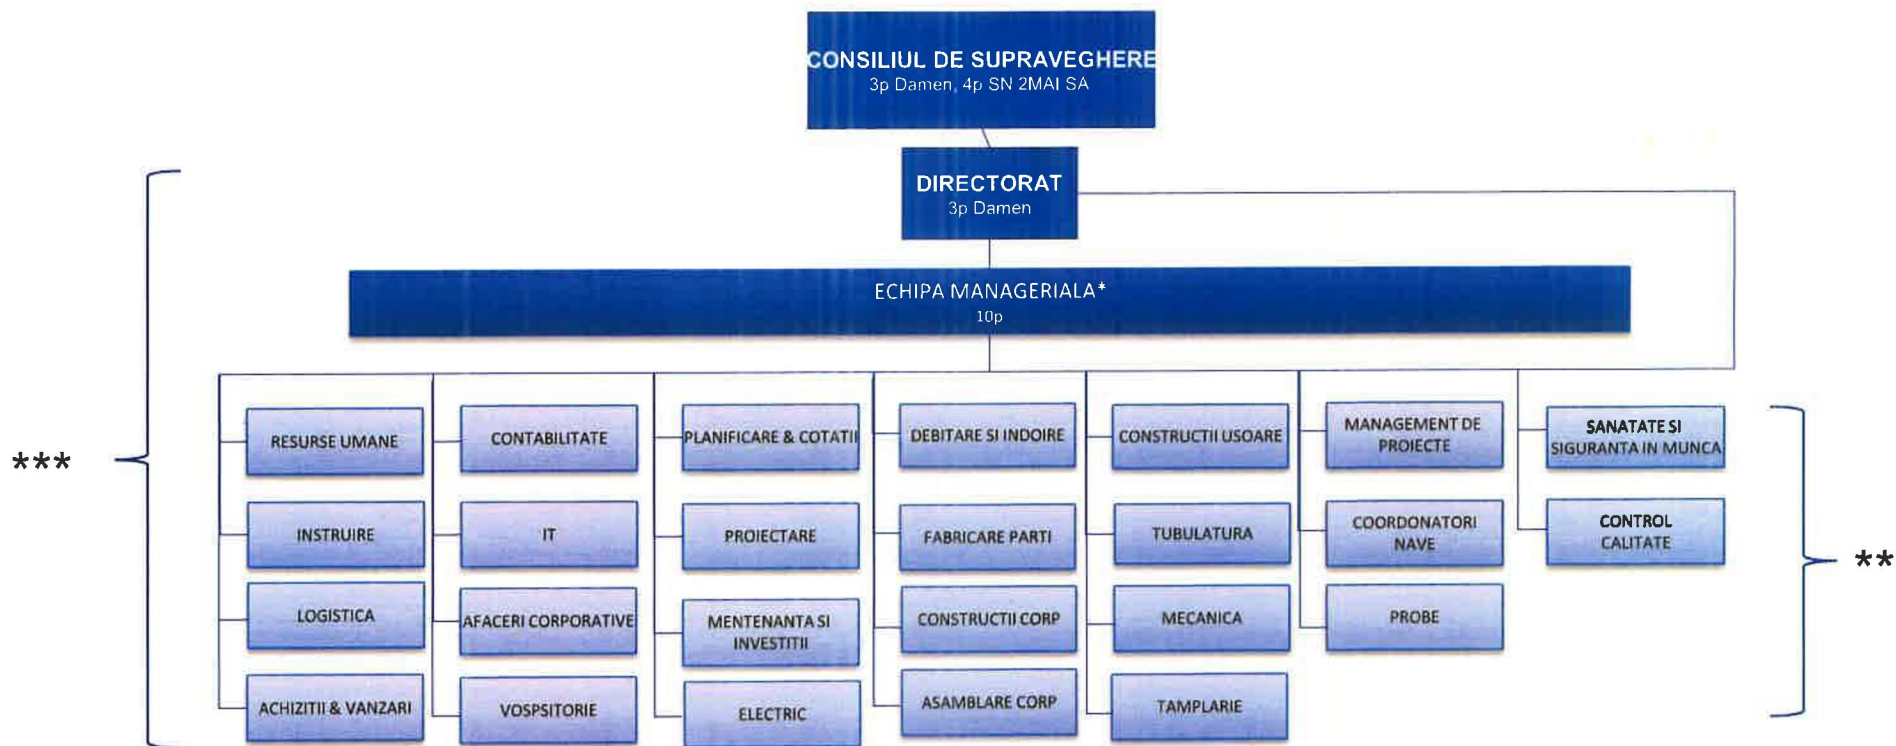 CONSILIUL DE SUPRAVEGHERE
3p Damen, 4p SN 2MAI SA
DIRECTORAT
3p Damen
ECHIPA MANAGERIALA*
10p
***
RESURSE UMANE
INSTRUIRE
LOGISTICA
ACHIZITII & VANZARI
CONTABILITATE
IT
AFACERI CORPORATIVE
VOSPSITORIE
PLANIFICARE & COTATII
PROIECTARE
MENTENANTA SI
INVESTITII
ELECTRIC
DEBITARE SI INDOIRE
FABRICARE PARTI
CONSTRUCTII CORP
ASAMBLARE CORP
CONSTRUCTII USOARE
TUBULATURA
MECANICA
TAMPLARIE
MANAGEMENT DE
PROIECTE
COORDONATORI
NAVE
PROBE
SANATATE SI
SIGURANTA IN MUNCA
CONTROL
CALITATE
**